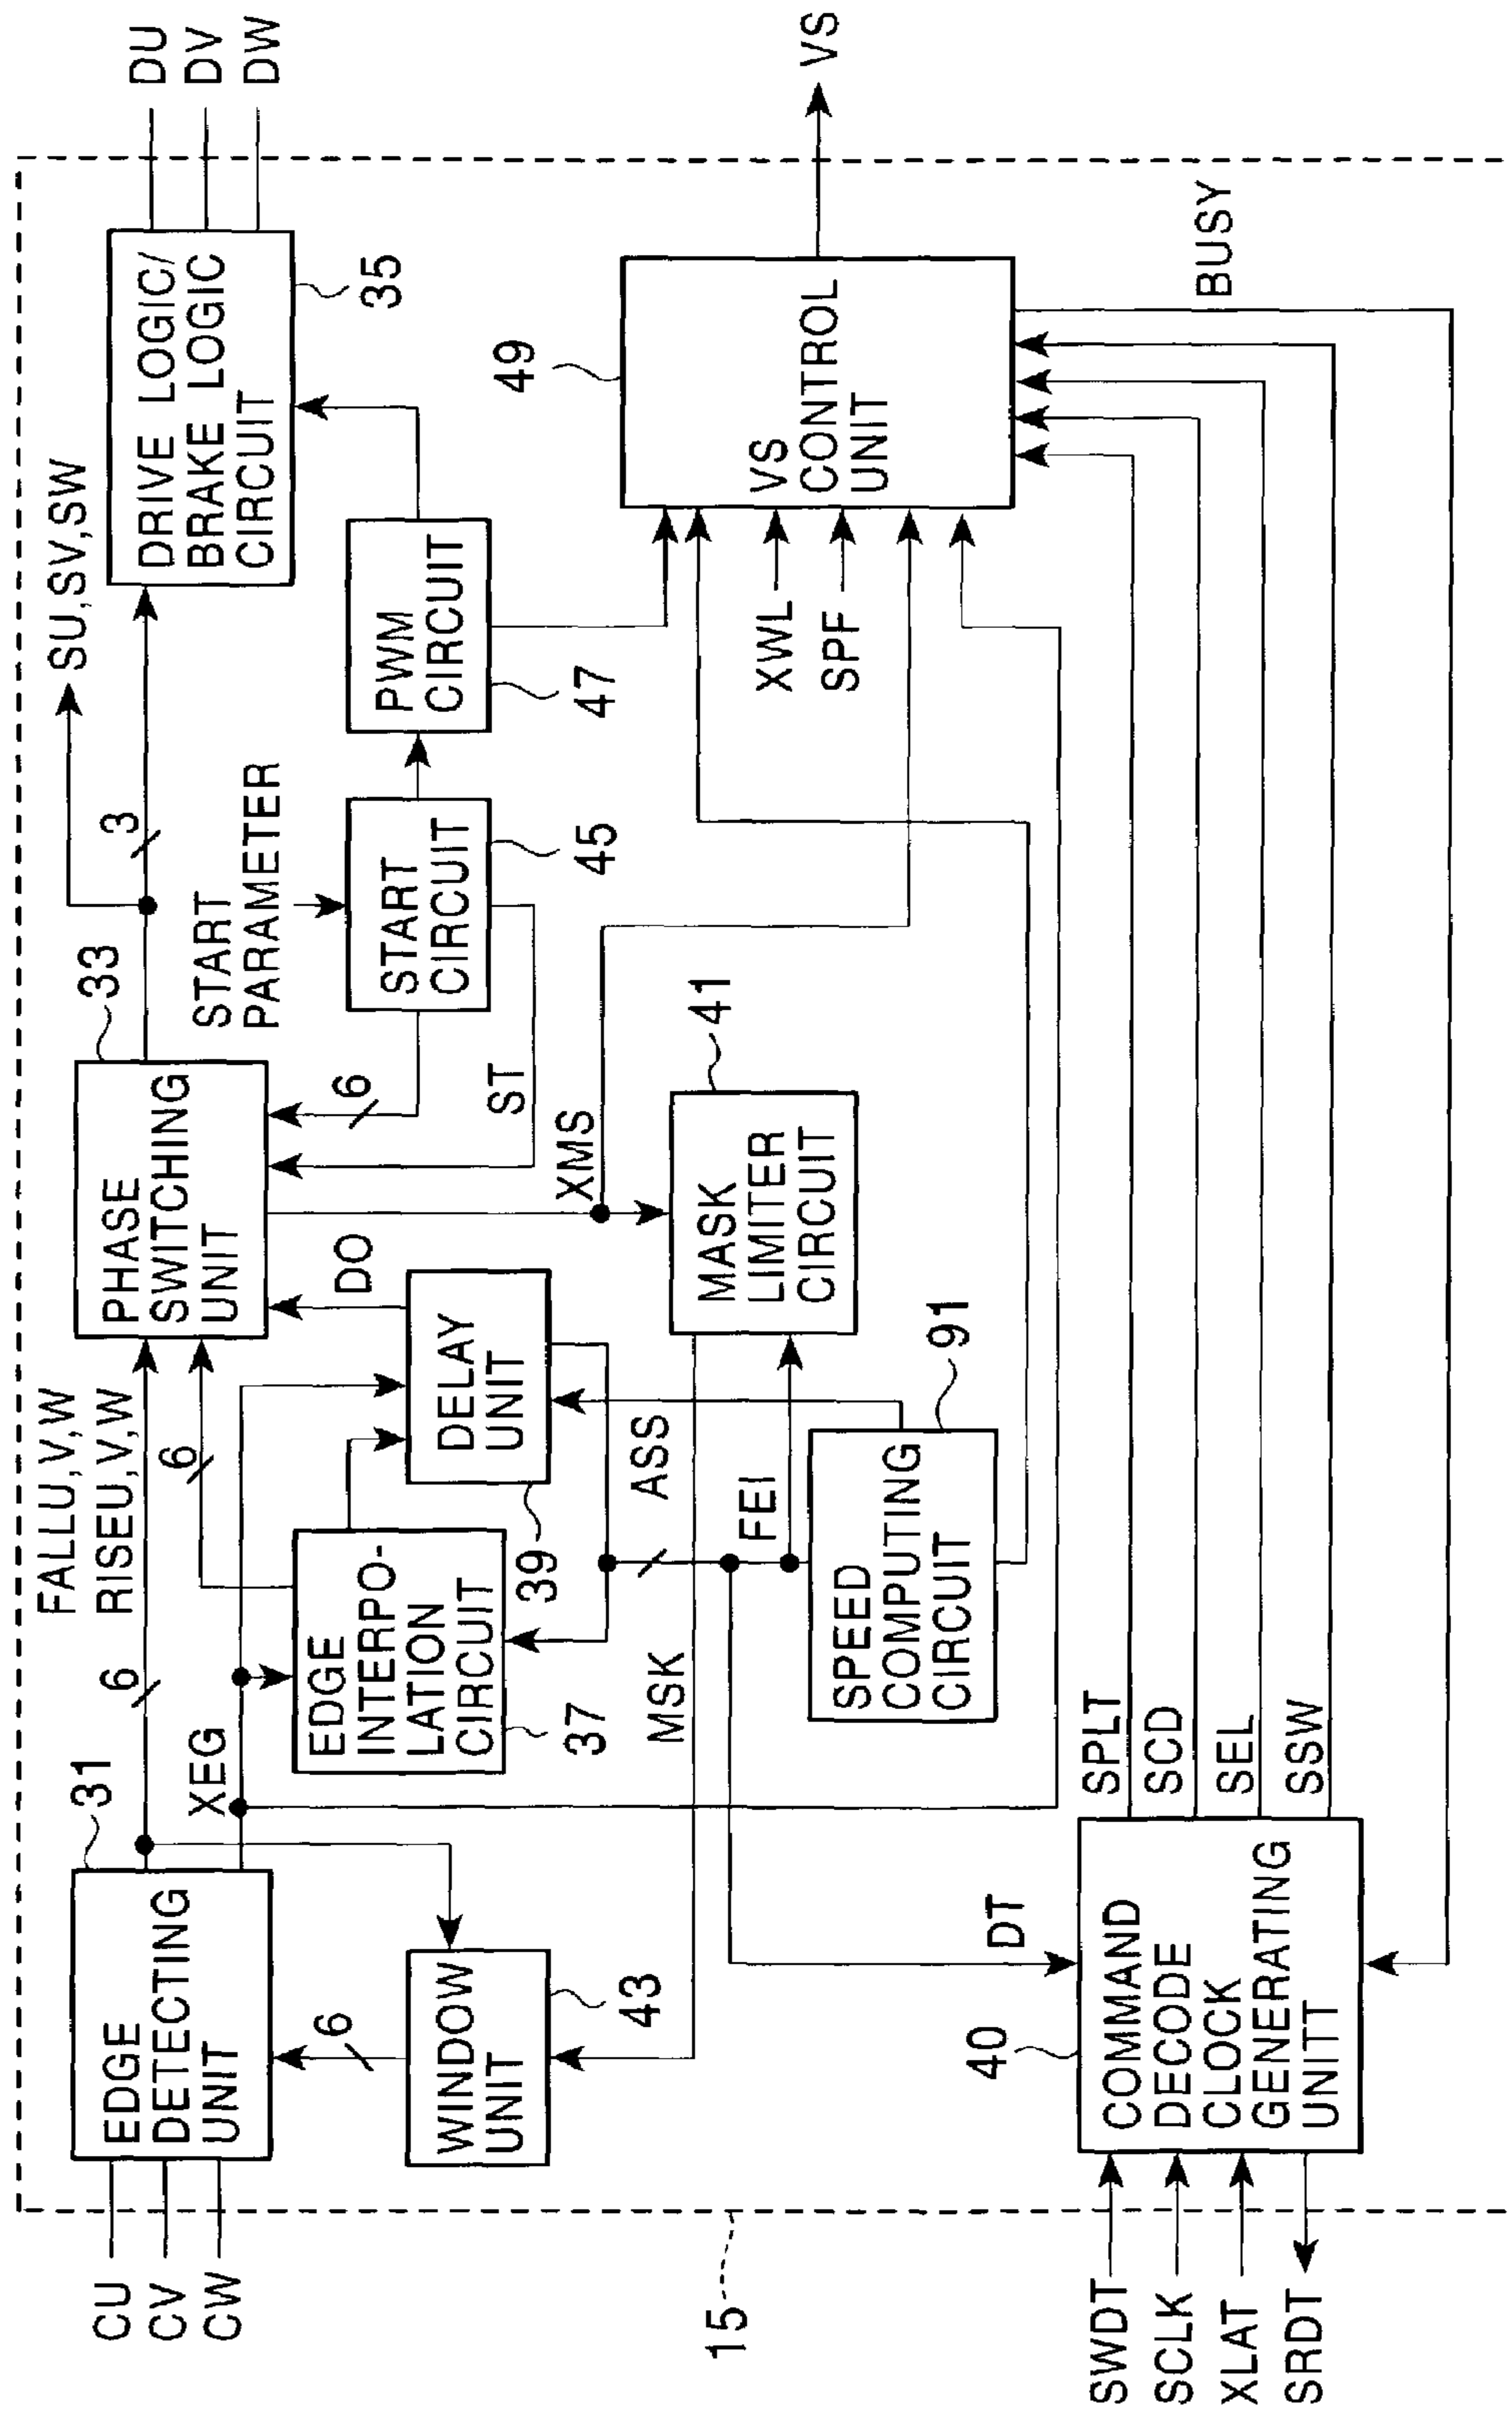 CU
CV
CW
EDGE
DETECTING
UNIT
31
FALLU,V,W
RISEU,V,W
6
XEG
6
WINDOW
UNIT
43
EDGE
INTERPO-
LATION
CIRCUIT
37
6
DELAY
UNIT
39
DO
PHASE
SWITCHING
UNIT
33
3
SU,SV,SW
START
PARAMETER
6
ST
START
CIRCUIT
45
PWM
CIRCUIT
47
DRIVE LOGIC/
BRAKE LOGIC
CIRCUIT
35
DU
DV
DW
XMS
MASK
LIMITER
CIRCUIT
41
MSK
ASS
FEI
SPEED
COMPUTING
CIRCUIT
91
XWL
SPF
VS
CONTROL
UNIT
49
VS
BUSY
15
SWDT
SCLK
XLAT
SRDT
COMMAND
DECODE
CLOCK
GENERATING
UNITT
40
DT
SPLT
SCD
SEL
SSW